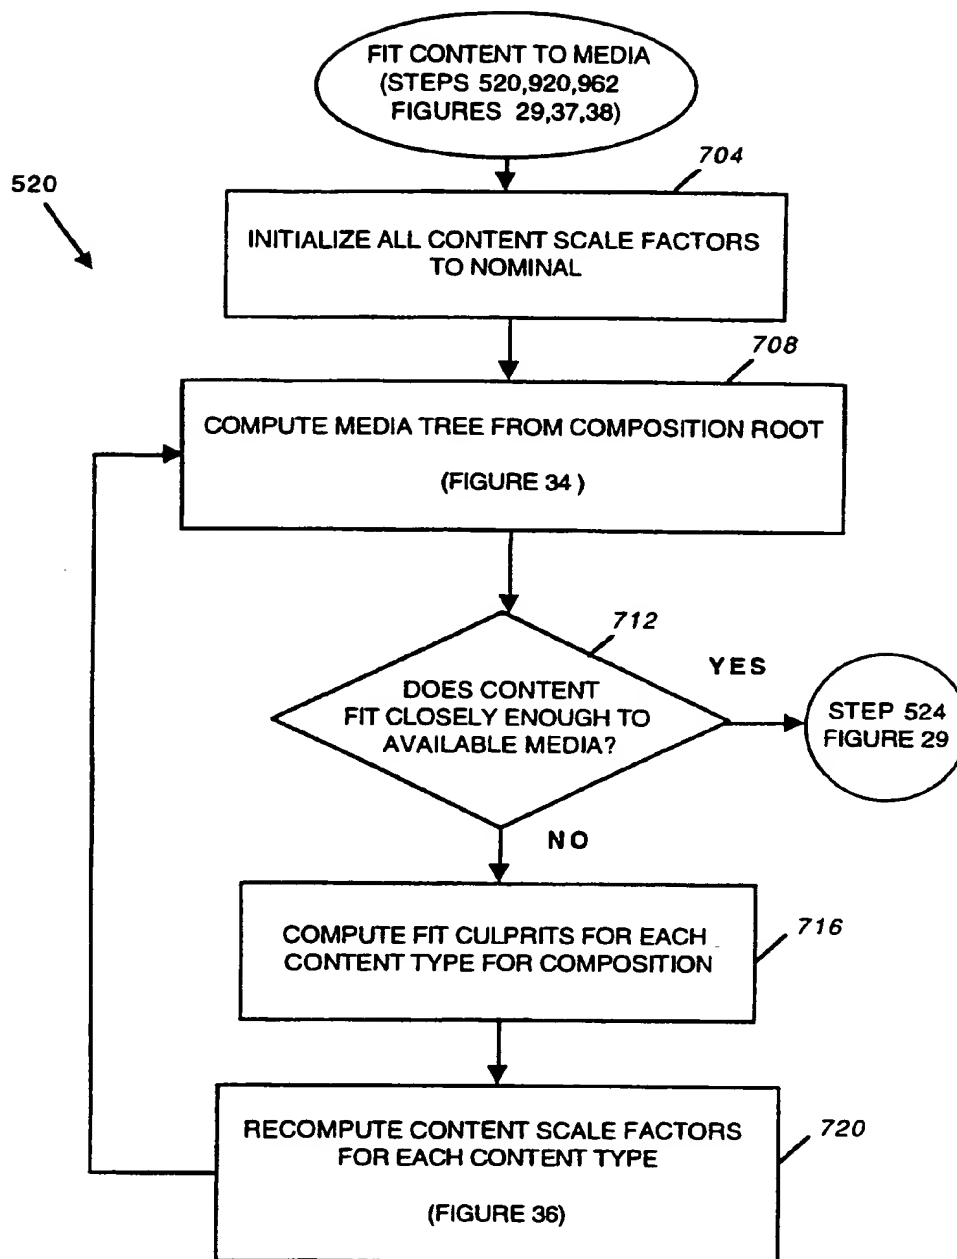 FIT CONTENT TO MEDIA
(STEPS 520,920,962
FIGURES 29,37,38)
704
520
INITIALIZE ALL CONTENT SCALE FACTORS
TO NOMINAL
708
COMPUTE MEDIA TREE FROM COMPOSITION ROOT
(FIGURE 34 )
712
YES
DOES CONTENT
FIT CLOSELY ENOUGH TO
AVAILABLE MEDIA?
STEP 524
FIGURE 29
NO
716
COMPUTE FIT CULPRITS FOR EACH
CONTENT TYPE FOR COMPOSITION
720
RECOMPUTE CONTENT SCALE FACTORS
FOR EACH CONTENT TYPE
(FIGURE 36)